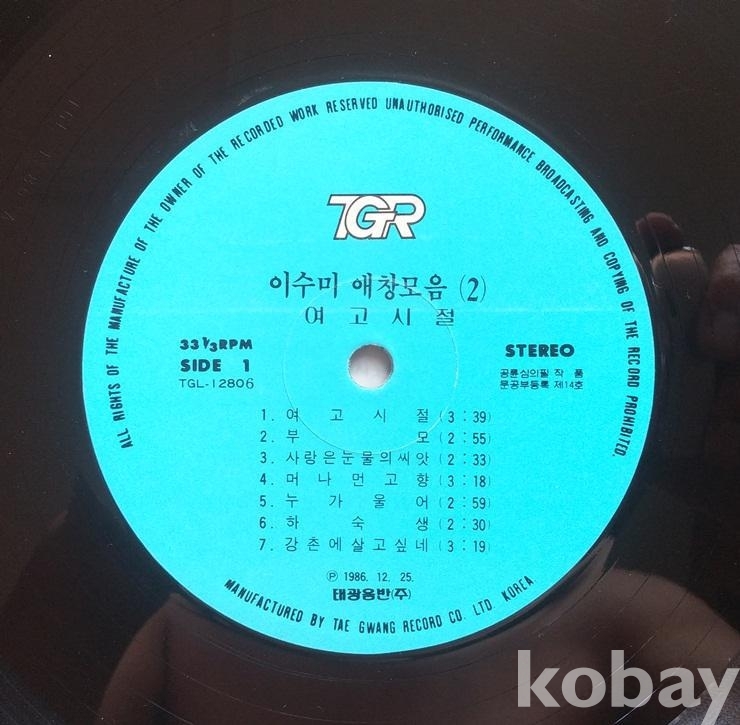 ALL RIGHTS OF THE MANUFACTURE OF THE OWNER OF THE RECORDED WORK RESERVED UNAUTHORISED PERFORMANCE BROADCASTING AND COPYING OF THE RECORD PROHIBITED.
TGR
이수미 애창모음 (2)
여고시절
33 1/3 RPM
SIDE 1
TGL-12806
STEREO
공륜심의필 작품
문공부등록 제14호
1. 여고시절 (3:39)
2. 부모 (2:55)
3. 사랑은눈물의씨앗 (2:33)
4. 머나먼고향 (3:18)
5. 누가울어 (2:59)
6. 하숙생 (2:30)
7. 강촌에살고싶네 (3:19)
℗ 1986. 12. 25.
태광음반(주)
MANUFACTURED BY TAE GWANG RECORD CO. LTD. KOREA
kobay